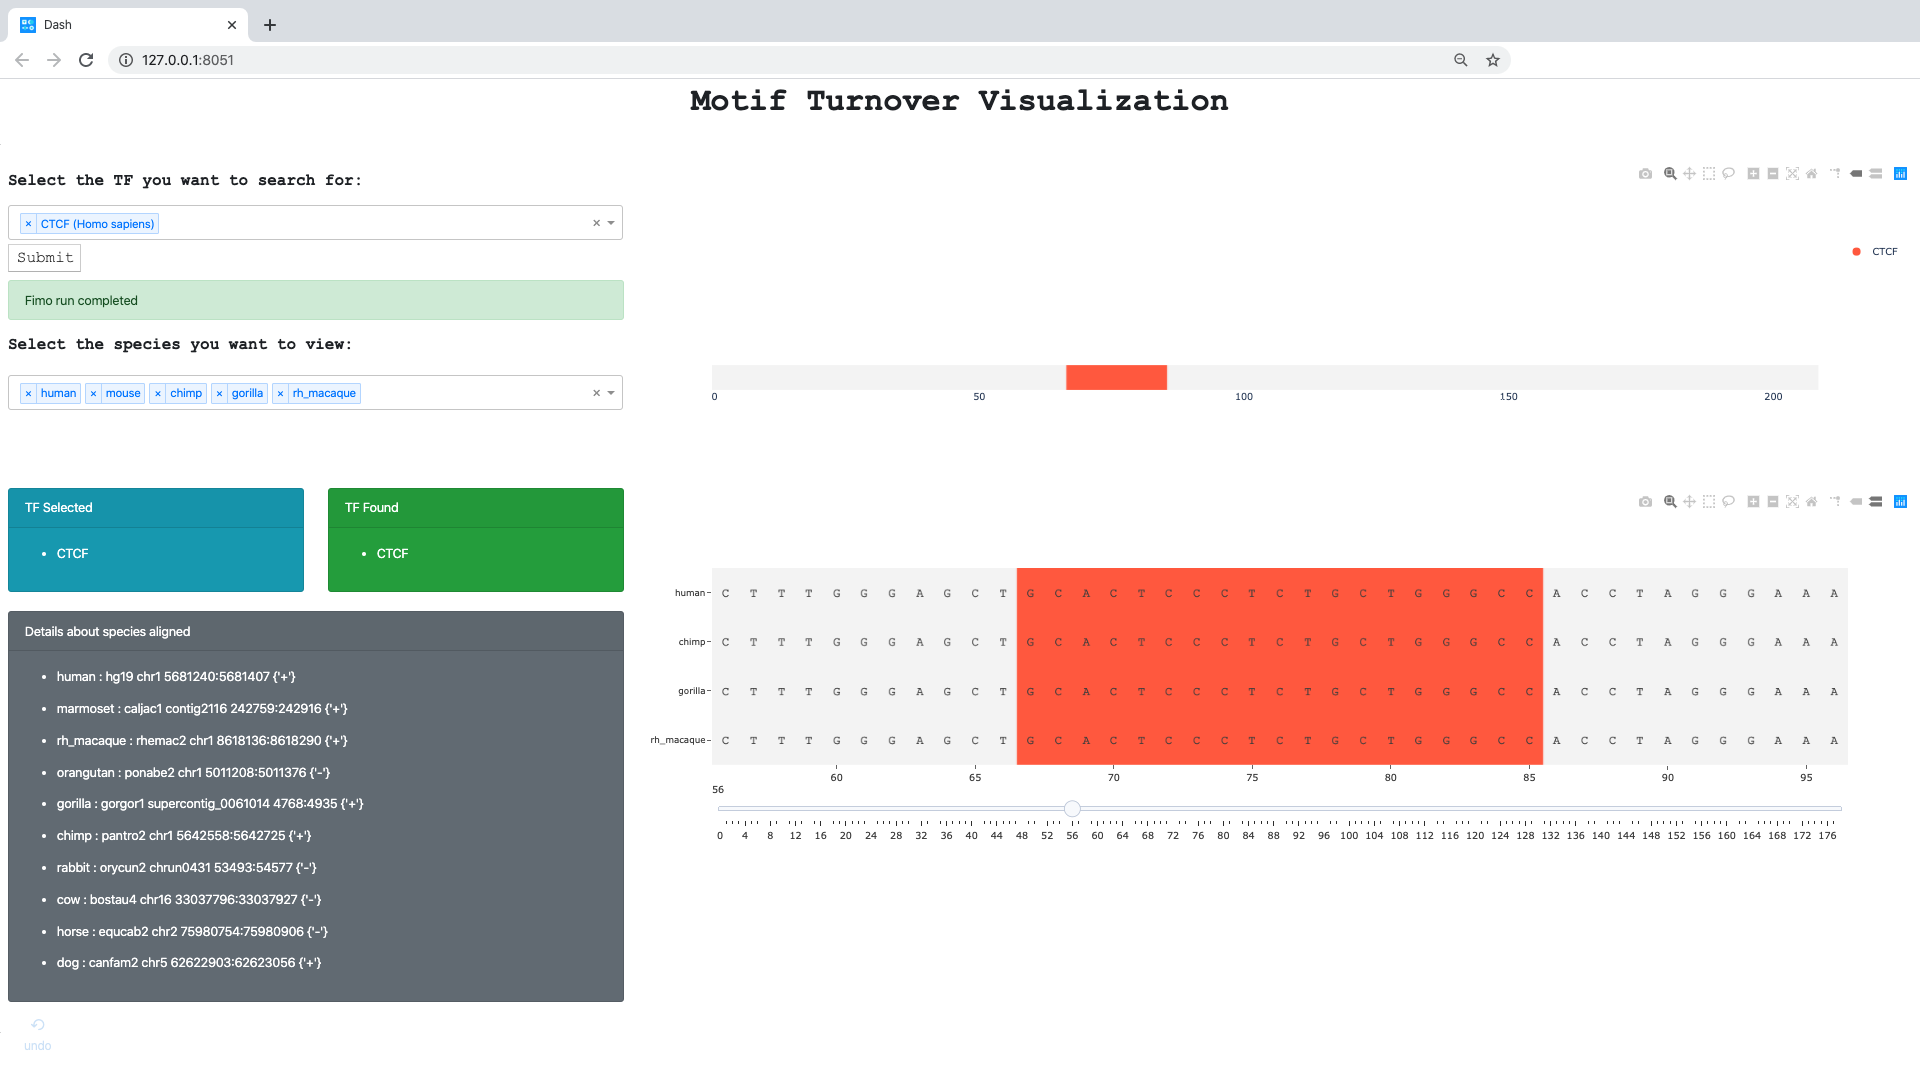 Dash
127.0.0.1:8051
Motif Turnover Visualization
Select the TF you want to search for:
× CTCF (Homo sapiens)
Submit
Fimo run completed
Select the species you want to view:
× human × mouse × chimp × gorilla × rh_macaque
TF Selected
CTCF
TF Found
CTCF
Details about species aligned
human : hg19 chr1 5681240:5681407 {'+'}
marmoset : caljac1 contig2116 242759:242916 {'+'}
rh_macaque : rhemac2 chr1 8618136:8618290 {'+'}
orangutan : ponabe2 chr1 5011208:5011376 {'-'}
gorilla : gorgor1 supercontig_0061014 4768:4935 {'+'}
chimp : pantro2 chr1 5642558:5642725 {'+'}
rabbit : orycun2 chrun0431 53493:54577 {'-'}
cow : bostau4 chr16 33037796:33037927 {'-'}
horse : equcab2 chr2 75980754:75980906 {'-'}
dog : canfam2 chr5 62622903:62623056 {'+'}
undo
CTCF
0 50 100 150 200
human C T T T G G G A G C T G C A C T C C C T C T G C T G G G C C A C C T A G G G A A A
chimp C T T T G G G A G C T G C A C T C C C T C T G C T G G G C C A C C T A G G G A A A
gorilla C T T T G G G A G C T G C A C T C C C T C T G C T G G G C C A C C T A G G G A A A
rh_macaque C T T T G G G A G C T G C A C T C C C T C T G C T G G G C C A C C T A G G G A A A
60 65 70 75 80 85 90 95
56
0 4 8 12 16 20 24 28 32 36 40 44 48 52 56 60 64 68 72 76 80 84 88 92 96 100 104 108 112 116 120 124 128 132 136 140 144 148 152 156 160 164 168 172 176